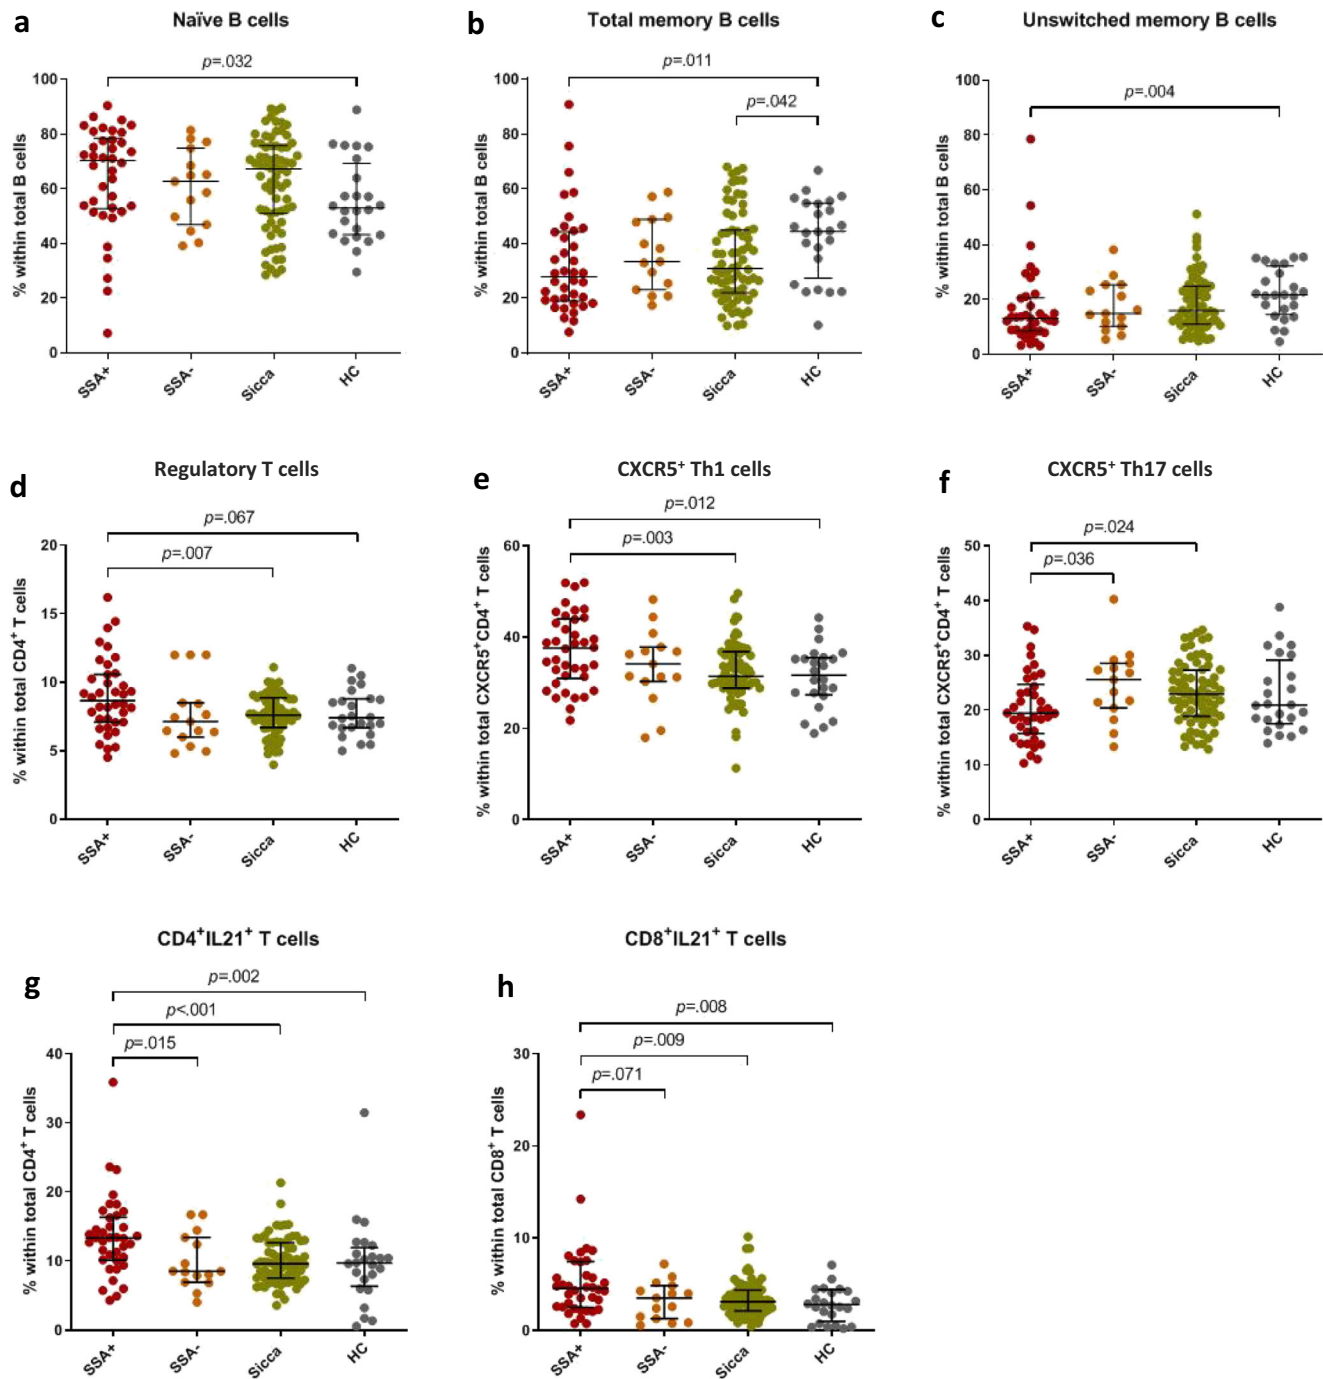 a
Naïve B cells
p=.032
% within total B cells
100
80
60
40
20
0
SSA+
SSA-
Sicca
HC
b
Total memory B cells
p=.011
p=.042
% within total B cells
100
80
60
40
20
0
SSA+
SSA-
Sicca
HC
c
Unswitched memory B cells
p=.004
% within total B cells
100
80
60
40
20
0
SSA+
SSA-
Sicca
HC
d
Regulatory T cells
p=.067
p=.007
% within total CD4⁺ T cells
20
15
10
5
0
SSA+
SSA-
Sicca
HC
e
CXCR5⁺ Th1 cells
p=.012
p=.003
% within total CXCR5⁺CD4⁺ T cells
60
40
20
0
SSA+
SSA-
Sicca
HC
f
CXCR5⁺ Th17 cells
p=.024
p=.036
% within total CXCR5⁺CD4⁺ T cells
50
40
30
20
10
0
SSA+
SSA-
Sicca
HC
g
CD4⁺IL21⁺ T cells
p=.002
p<.001
p=.015
% within total CD4⁺ T cells
40
30
20
10
0
SSA+
SSA-
Sicca
HC
h
CD8⁺IL21⁺ T cells
p=.008
p=.009
p=.071
% within total CD8⁺ T cells
30
20
10
0
SSA+
SSA-
Sicca
HC